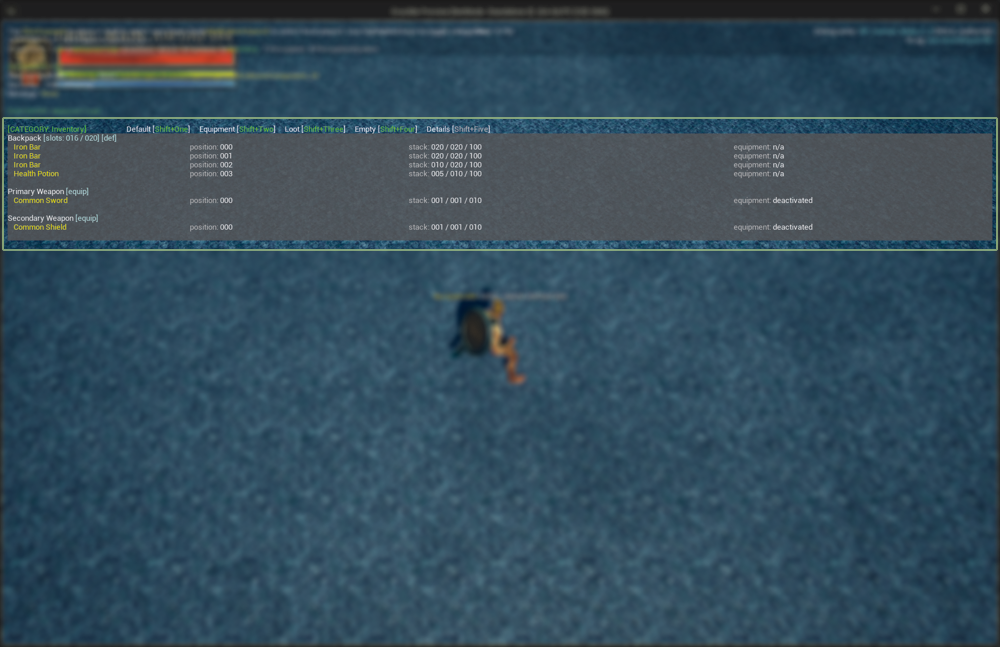 [CATEGORY: Inventory] Default [Shift+One] Equipment [Shift+Two] Loot [Shift+Three] Empty [Shift+Four] Details [Shift+Five]
Backpack [slots: 016 / 020] [def]
Iron Bar position: 000 stack: 020 / 020 / 100 equipment: n/a
Iron Bar position: 001 stack: 020 / 020 / 100 equipment: n/a
Iron Bar position: 002 stack: 010 / 020 / 100 equipment: n/a
Health Potion position: 003 stack: 005 / 010 / 100 equipment: n/a
Primary Weapon [equip]
Common Sword position: 000 stack: 001 / 001 / 010 equipment: deactivated
Secondary Weapon [equip]
Common Shield position: 000 stack: 001 / 001 / 010 equipment: deactivated